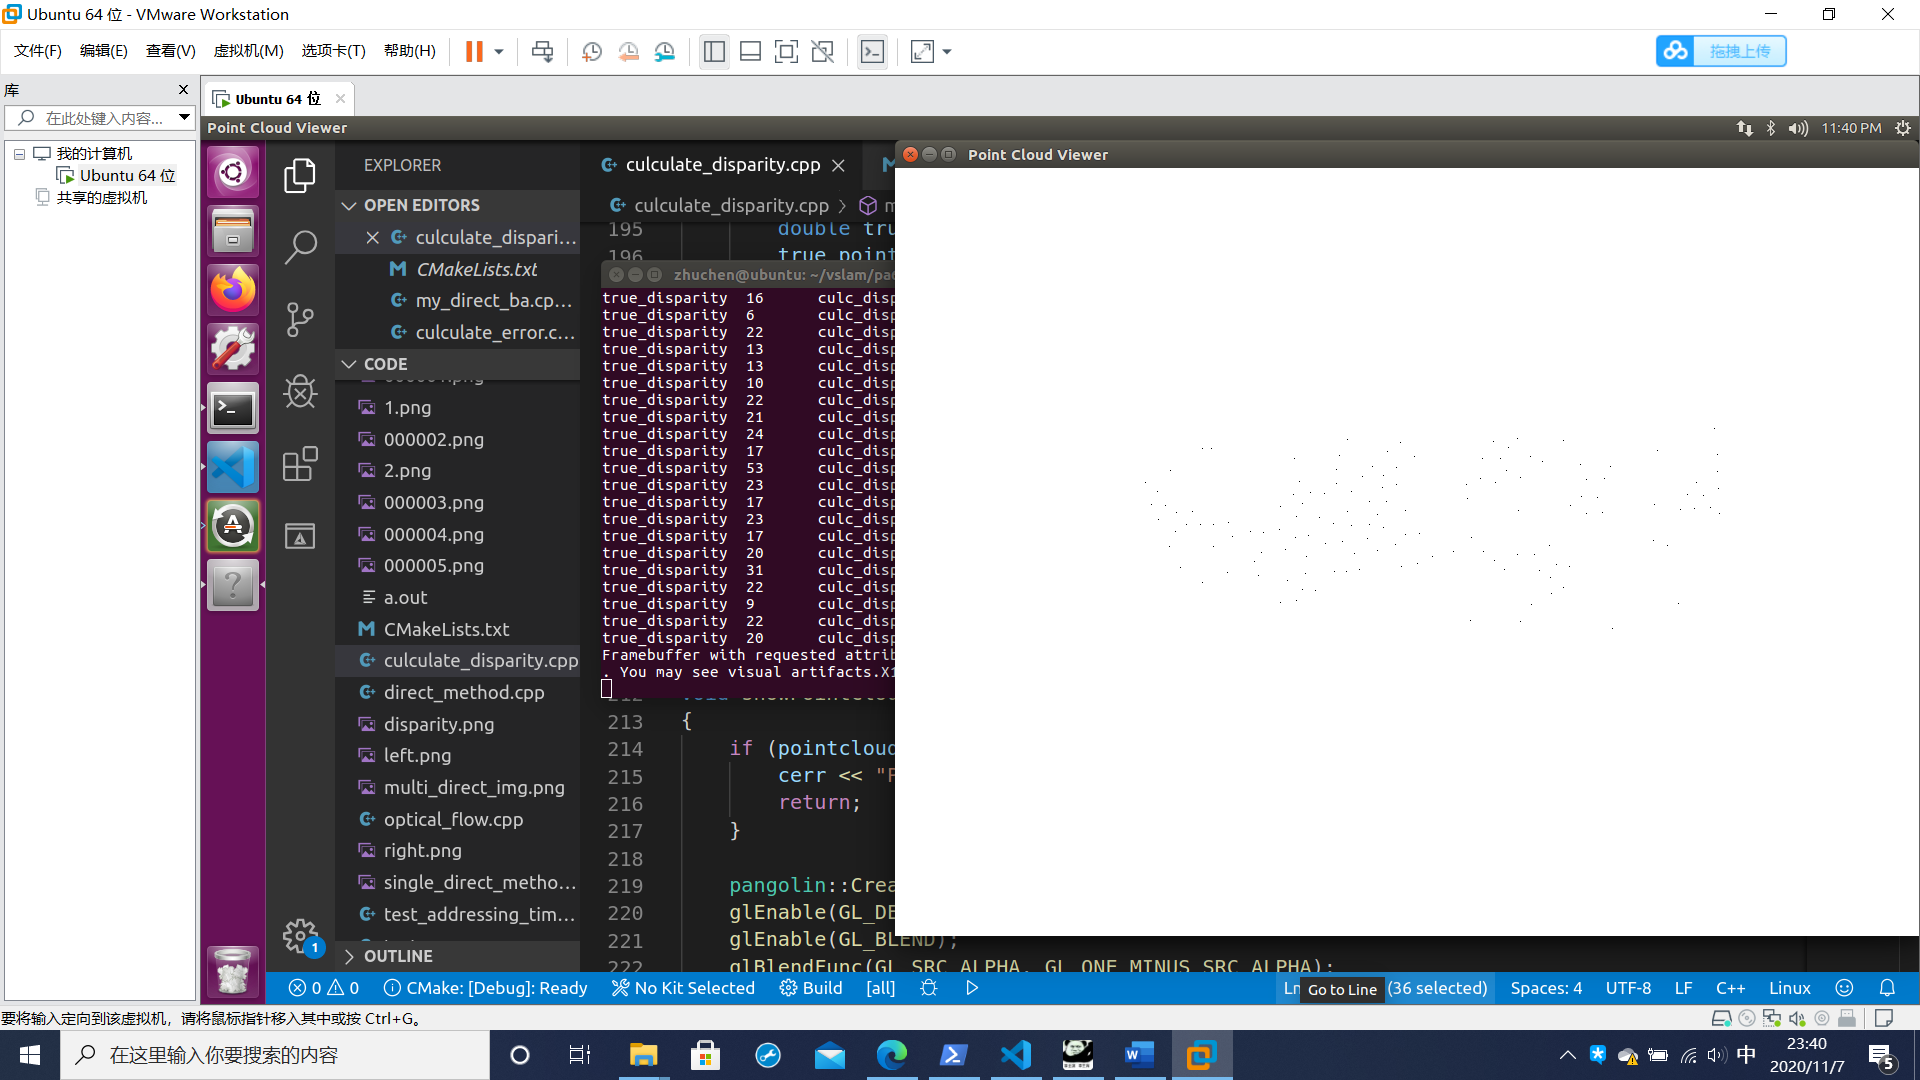 Ubuntu 64 位 - VMware Workstation
文件(F) 编辑(E) 查看(V) 虚拟机(M) 选项卡(T) 帮助(H)
拖拽上传
库
在此处键入内容...
我的计算机
Ubuntu 64 位
共享的虚拟机
Ubuntu 64 位
Point Cloud Viewer
11:40 PM
EXPLORER
OPEN EDITORS
culculate_dispari...
CMakeLists.txt
my_direct_ba.cp...
culculate_error.c...
CODE
1.png
000002.png
2.png
000003.png
000004.png
000005.png
a.out
CMakeLists.txt
culculate_disparity.cpp
direct_method.cpp
disparity.png
left.png
multi_direct_img.png
optical_flow.cpp
right.png
single_direct_metho...
test_addressing_tim...
OUTLINE
culculate_disparity.cpp
culculate_disparity.cpp
195 double tru
196 true_point
zhuchen@ubuntu: ~/vslam/pac
true_disparity 16 culc_disp
true_disparity 6 culc_disp
true_disparity 22 culc_disp
true_disparity 13 culc_disp
true_disparity 13 culc_disp
true_disparity 10 culc_disp
true_disparity 22 culc_disp
true_disparity 21 culc_disp
true_disparity 24 culc_disp
true_disparity 17 culc_disp
true_disparity 53 culc_disp
true_disparity 23 culc_disp
true_disparity 17 culc_disp
true_disparity 23 culc_disp
true_disparity 17 culc_disp
true_disparity 20 culc_disp
true_disparity 31 culc_disp
true_disparity 22 culc_disp
true_disparity 9 culc_disp
true_disparity 22 culc_disp
true_disparity 20 culc_disp
Framebuffer with requested attrib
. You may see visual artifacts.X1
213 {
214 if (pointcloud
215 cerr << "P
216 return;
217 }
218
219 pangolin::Crea
220 glEnable(GL_DE
221 glEnable(GL_BLEND);
222 glBlendFunc(GL_SRC_ALPHA, GL_ONE_MINUS_SRC_ALPHA);
Point Cloud Viewer
1
0 0 CMake: [Debug]: Ready No Kit Selected Build [all] Ln Go to Line (36 selected) Spaces: 4 UTF-8 LF C++ Linux
要将输入定向到该虚拟机，请将鼠标指针移入其中或按 Ctrl+G。
在这里输入你要搜索的内容
中
23:40
2020/11/7
5